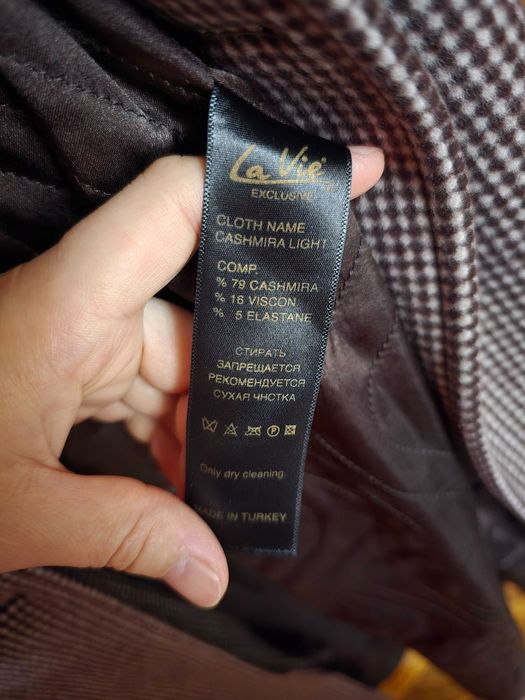 La Vie
EXCLUSIVE
CLOTH NAME
CASHMIRA LIGHT
COMP
% 79 CASHMIRA
% 16 VISCON
% 5 ELASTANE
СТИРАТЬ
ЗАПРЕЩАЕТСЯ
РЕКОМЕНДУЕТСЯ
СУХАЯ ЧНСТКА
P
Only dry cleaning.
MADE IN TURKEY